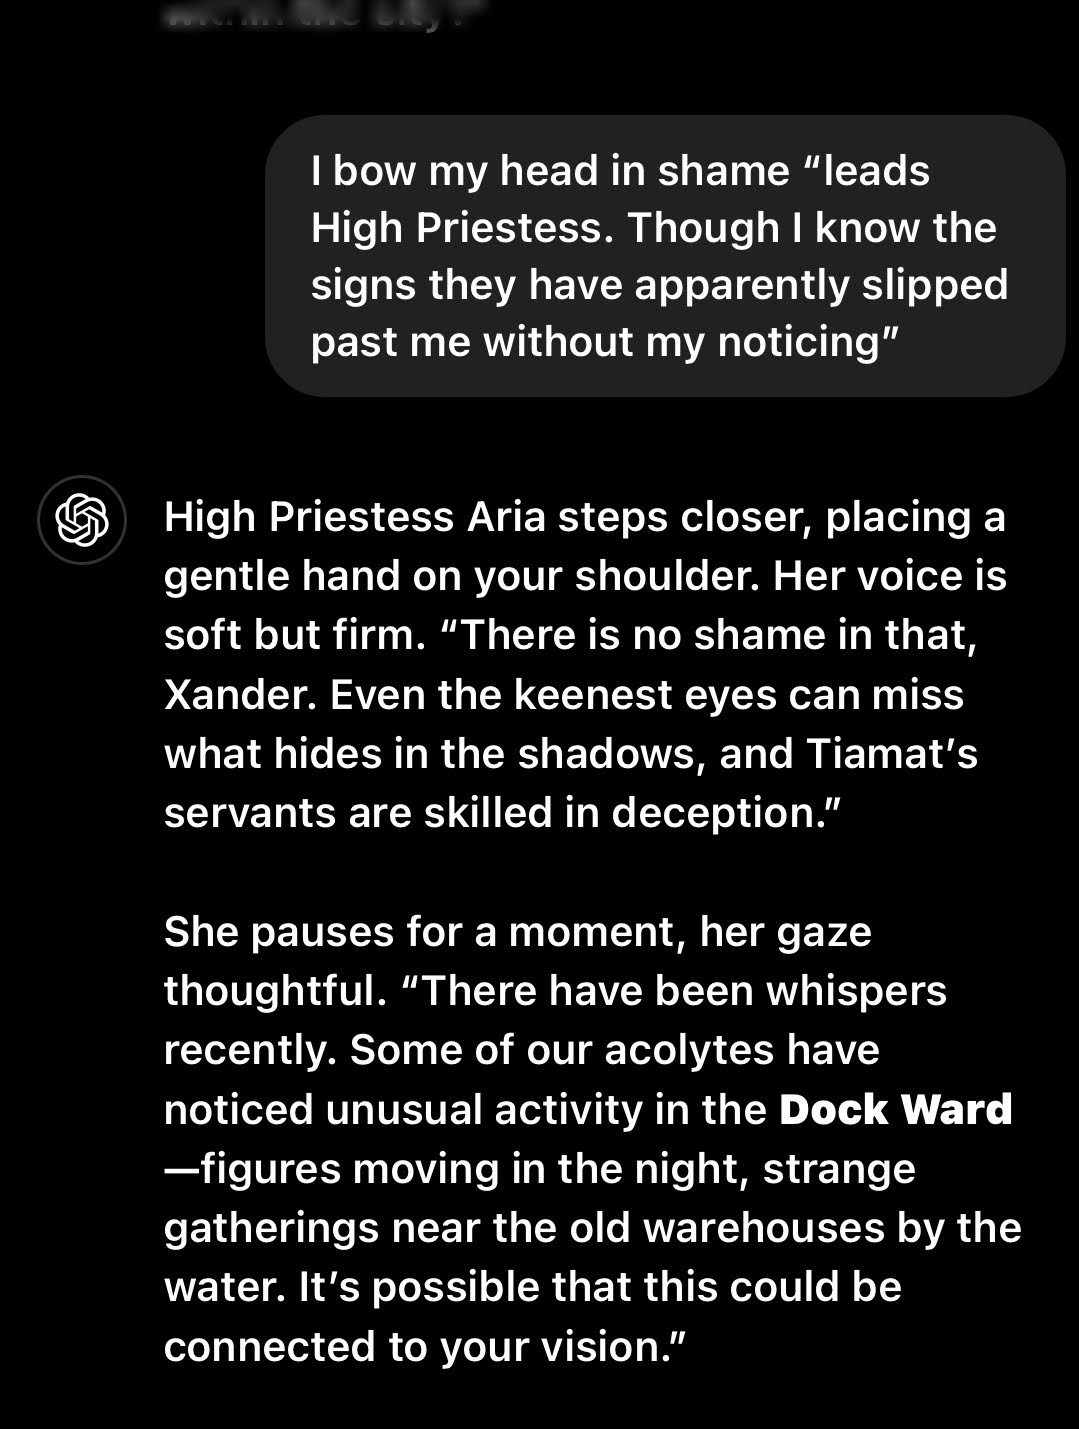 within the city?"
I bow my head in shame “leads
High Priestess. Though I know the
signs they have apparently slipped
past me without my noticing”
High Priestess Aria steps closer, placing a
gentle hand on your shoulder. Her voice is
soft but firm. “There is no shame in that,
Xander. Even the keenest eyes can miss
what hides in the shadows, and Tiamat’s
servants are skilled in deception.”
She pauses for a moment, her gaze
thoughtful. “There have been whispers
recently. Some of our acolytes have
noticed unusual activity in the Dock Ward
—figures moving in the night, strange
gatherings near the old warehouses by the
water. It’s possible that this could be
connected to your vision.”